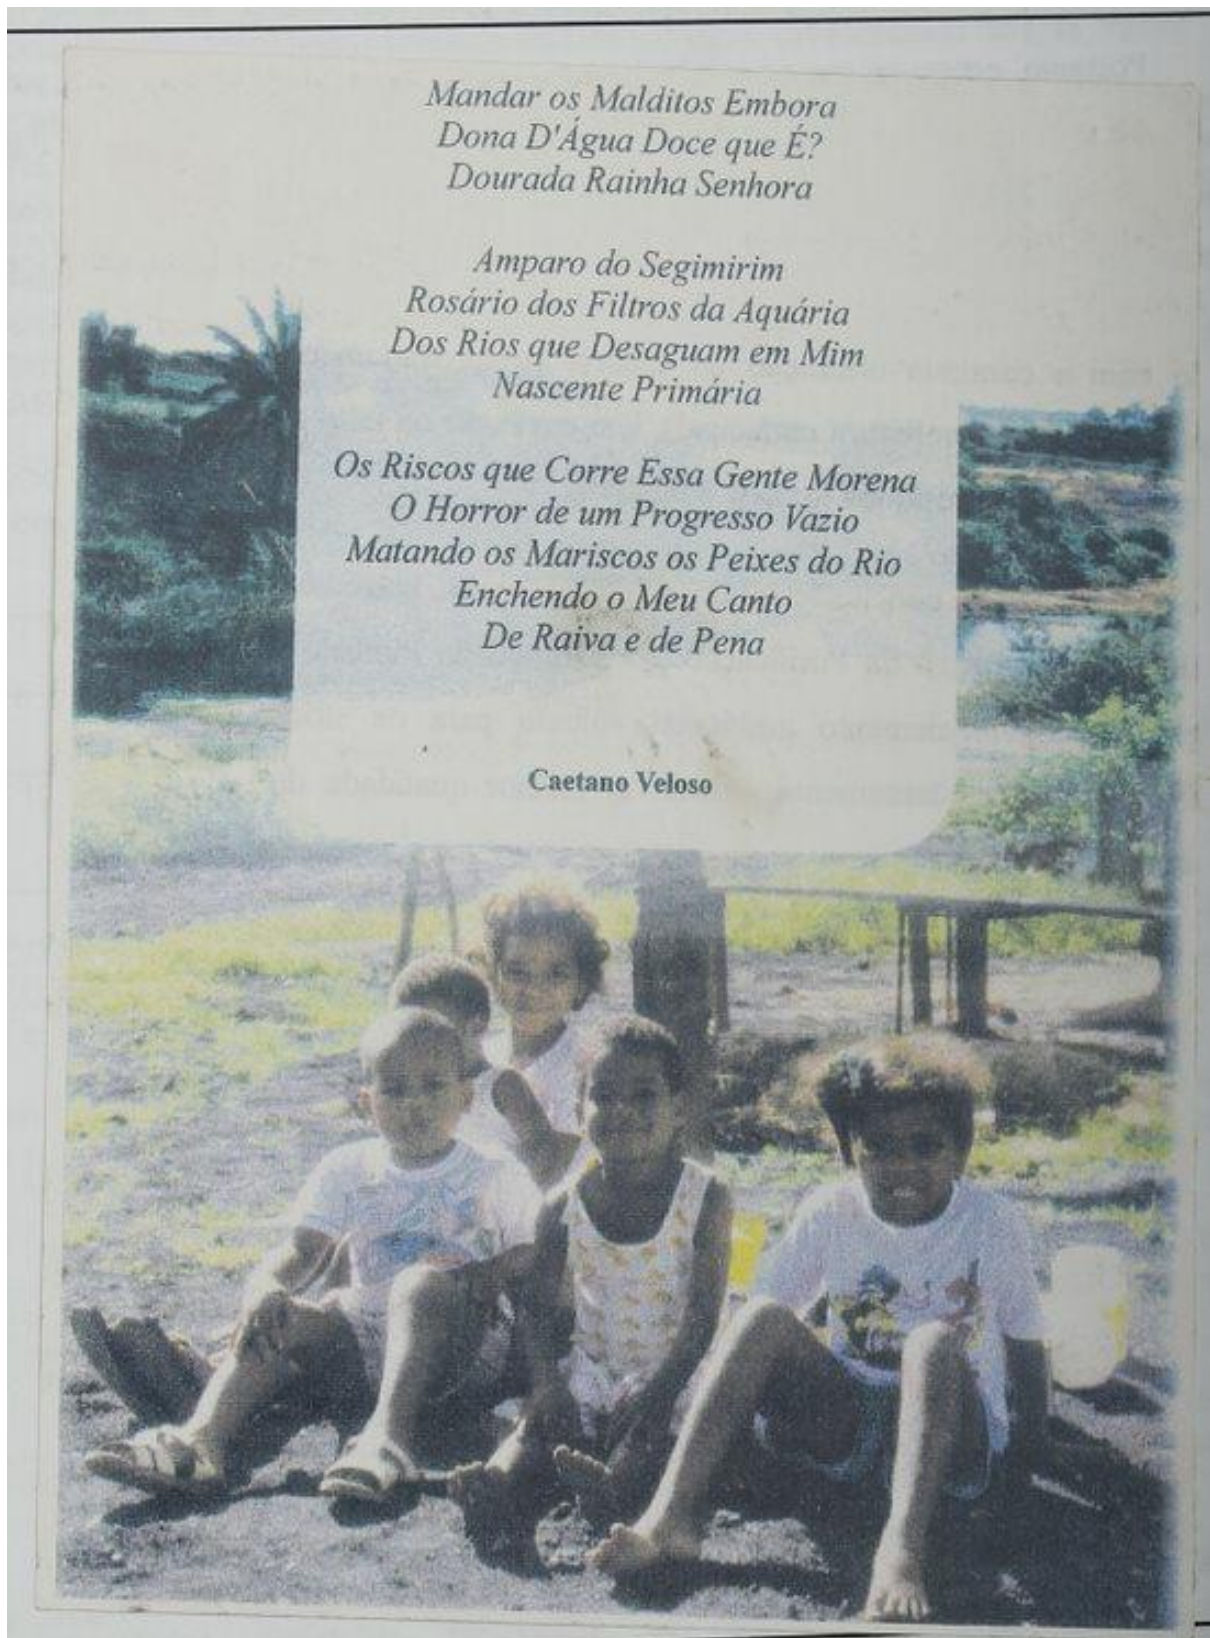 Mandar os Malditos Embora
Dona D'Água Doce que É?
Dourada Rainha Senhora
Amparo do Segimirim
Rosário dos Filtros da Aquária
Dos Rios que Desaguam em Mim
Nascente Primária
Os Riscos que Corre Essa Gente Morena
O Horror de um Progresso Vazio
Matando os Mariscos os Peixes do Rio
Enchendo o Meu Canto
De Raiva e de Pena
Caetano Veloso